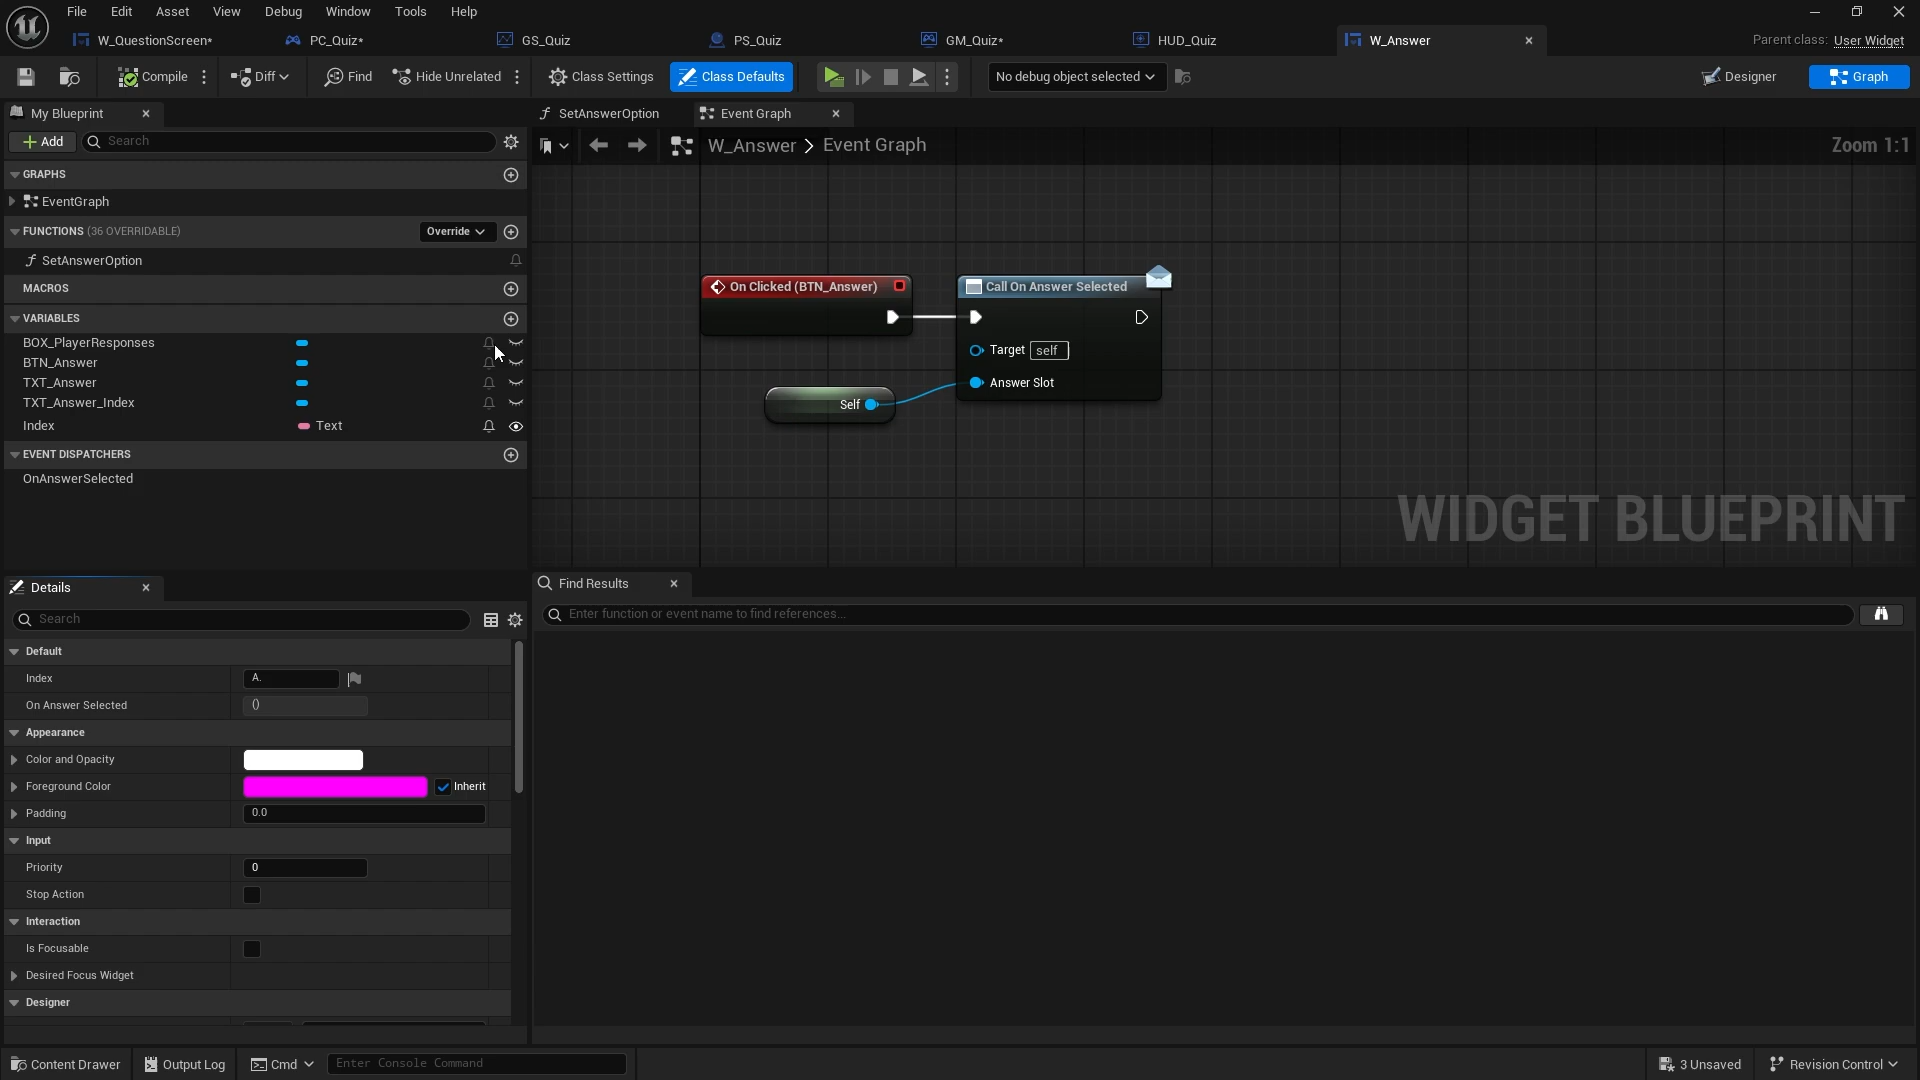 File Edit Asset View Debug Window Tools Help
W_QuestionScreen* PC_Quiz* GS_Quiz PS_Quiz GM_Quiz* HUD_Quiz W_Answer Parent class: User Widget
Compile Diff Find Hide Unrelated Class Settings Class Defaults No debug object selected Designer Graph
My Blueprint SetAnswerOption Event Graph
Add Search W_Answer > Event Graph Zoom 1:1
GRAPHS
EventGraph
FUNCTIONS (36 OVERRIDABLE) Override
SetAnswerOption
MACROS
VARIABLES
BOX_PlayerResponses
BTN_Answer
TXT_Answer
TXT_Answer_Index
Index Text
EVENT DISPATCHERS
OnAnswerSelected
On Clicked (BTN_Answer)
Call On Answer Selected
Target self
Answer Slot
Self
WIDGET BLUEPRINT
Details
Search
Default
Index A.
On Answer Selected ()
Appearance
Color and Opacity
Foreground Color Inherit
Padding 0.0
Input
Priority 0
Stop Action
Interaction
Is Focusable
Desired Focus Widget
Designer
Find Results
Enter function or event name to find references...
Content Drawer Output Log Cmd Enter Console Command 3 Unsaved Revision Control